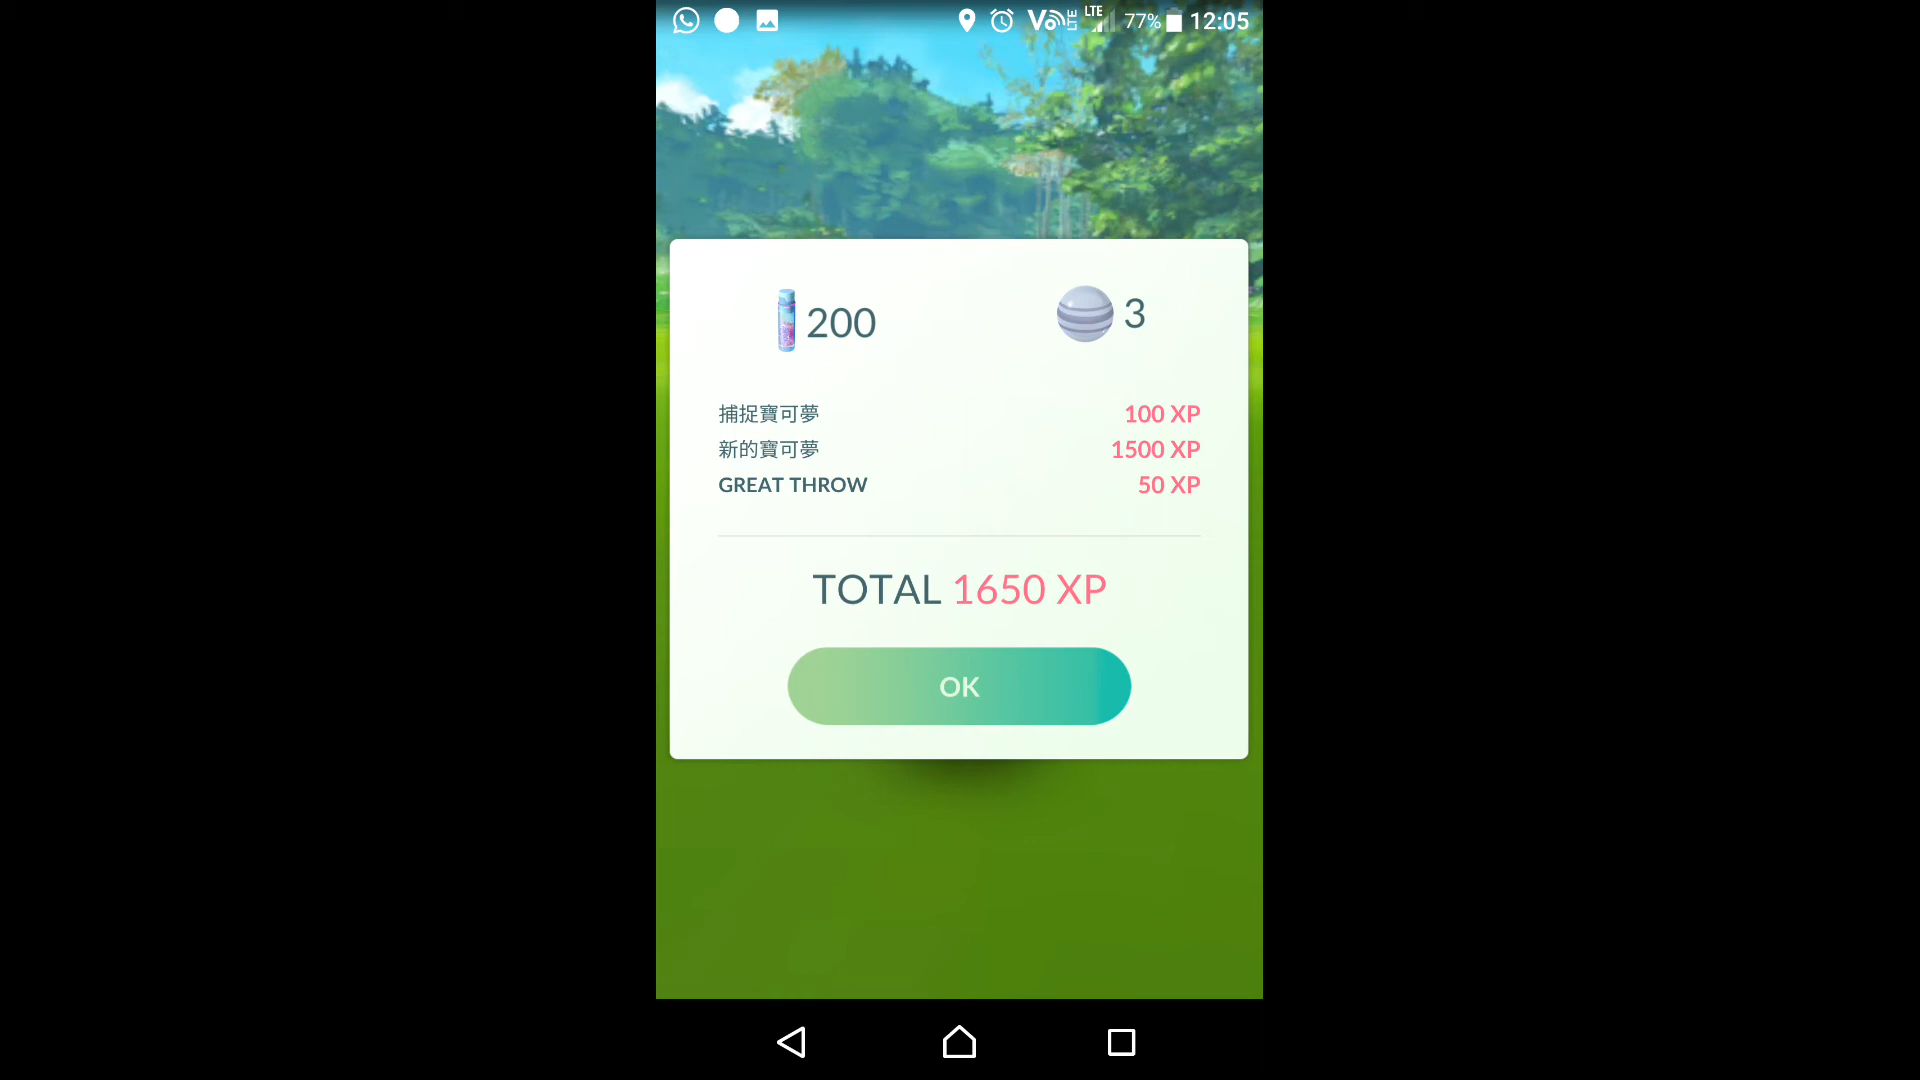 LTE 77% 12:05
200 3
捕捉寶可夢 100 XP
新的寶可夢 1500 XP
GREAT THROW 50 XP
TOTAL 1650 XP
OK